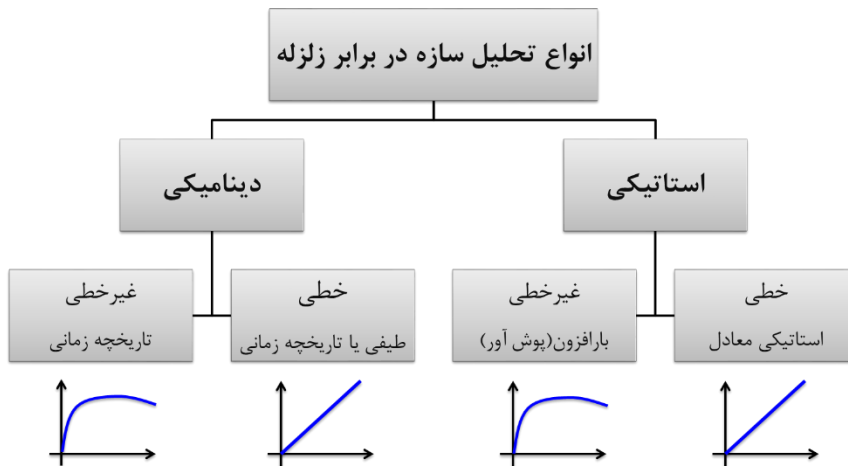 انواع تحلیل سازه در برابر زلزله
استاتیکی
دینامیکی
خطی
استاتیکی معادل
غیرخطی
بارافزون(پوش آور)
خطی
طیفی یا تاریخچه زمانی
غیرخطی
تاریخچه زمانی